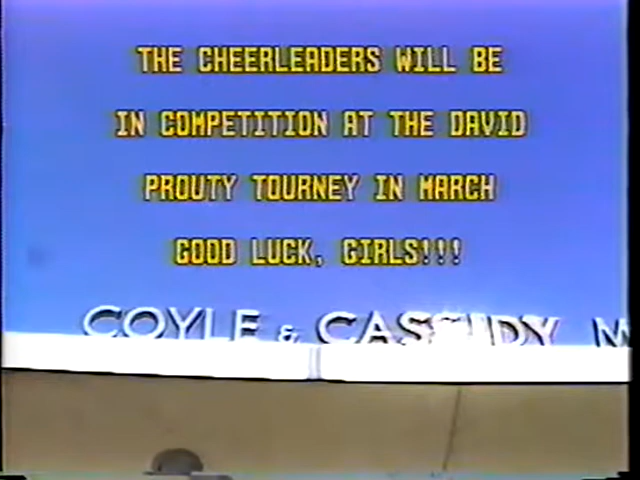 THE CHEERLEADERS WILL BE
IN COMPETITION AT THE DAVID
PROUTY TOURNEY IN MARCH
GOOD LUCK, GIRLS!!!
COYLE & CASSIDY M